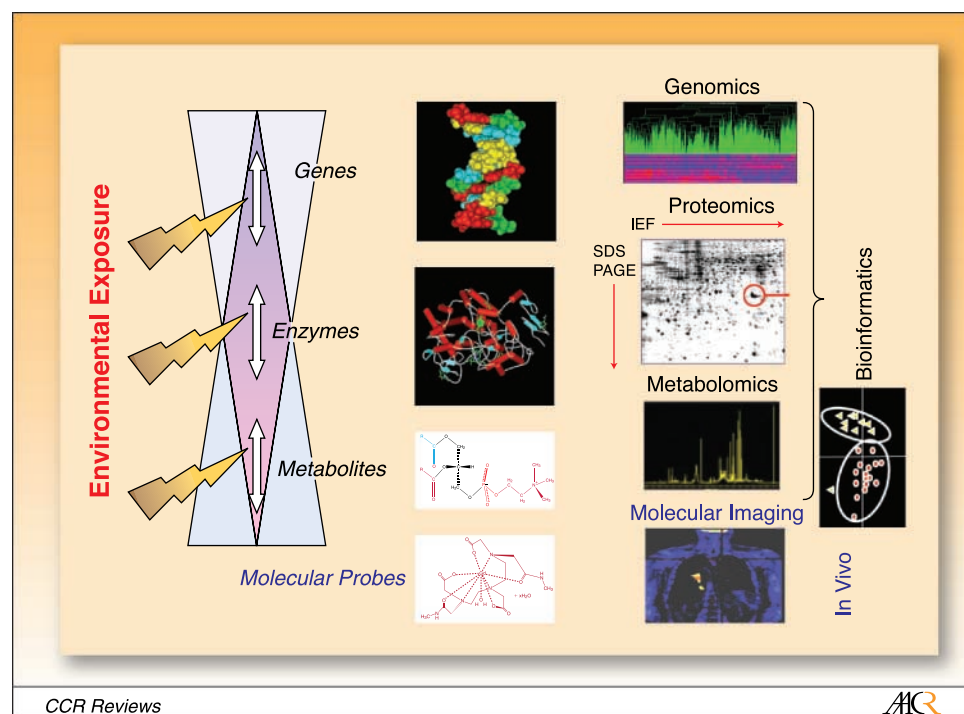 Environmental Exposure
Genes
Enzymes
Metabolites
Molecular Probes
Genomics
Proteomics
IEF
SDS
PAGE
Metabolomics
Molecular Imaging
Bioinformatics
In Vivo
CCR Reviews
AACR